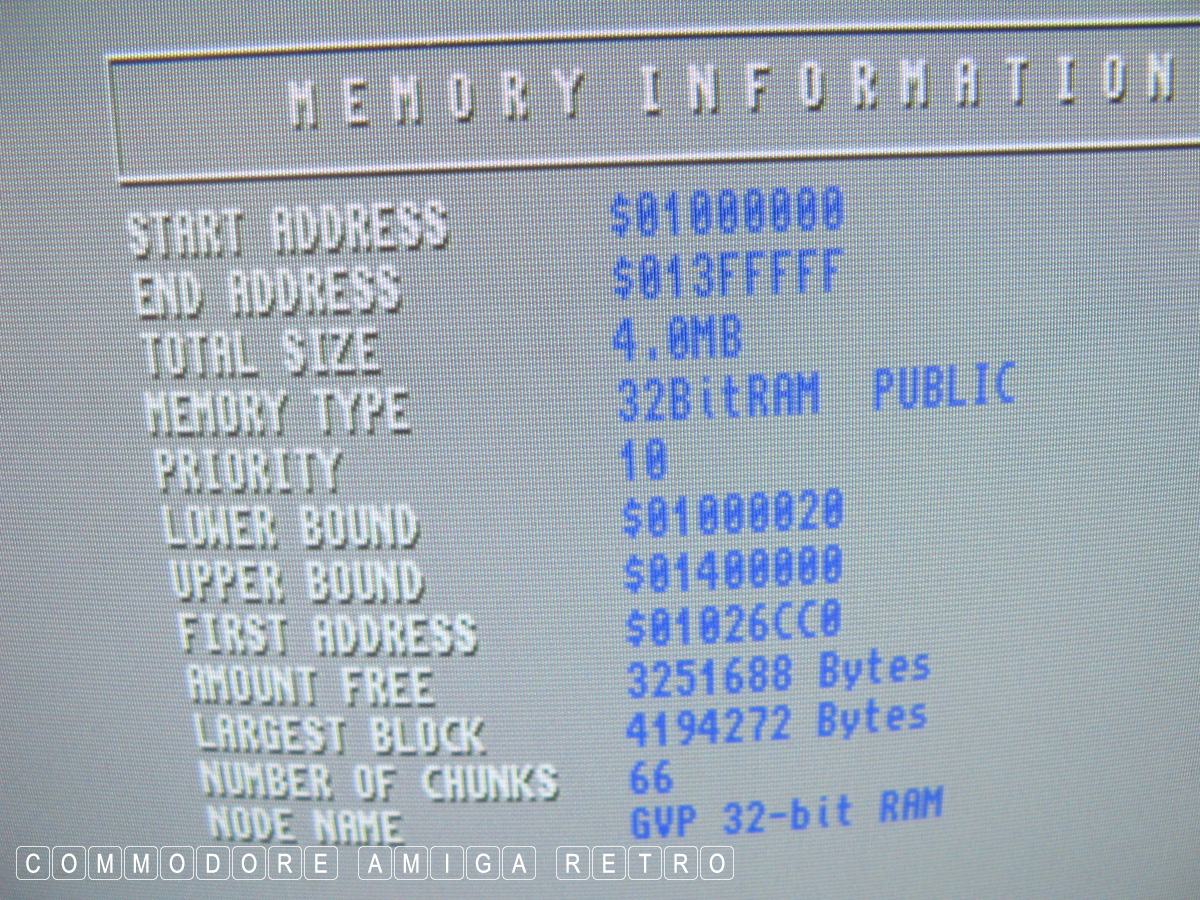 MEMORY INFORMATION
START ADDRESS $01000000
END ADDRESS $013FFFFF
TOTAL SIZE 4.0MB
MEMORY TYPE 32BitRAM PUBLIC
PRIORITY 10
LOWER BOUND $01000020
UPPER BOUND $01400000
FIRST ADDRESS $01026CC0
AMOUNT FREE 3251688 Bytes
LARGEST BLOCK 4194272 Bytes
NUMBER OF CHUNKS 66
NODE NAME GVP 32-bit RAM
COMMODORE AMIGA RETRO